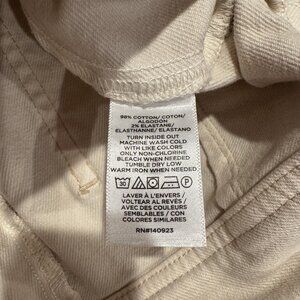 98% COTTON/ COTON/
ALGODÓN
2% ELASTANE/
ELASTHANNE/ ELASTANO
TURN INSIDE OUT
MACHINE WASH COLD
WITH LIKE COLORS
ONLY NON-CHLORINE
BLEACH WHEN NEEDED
TUMBLE DRY LOW
WARM IRON WHEN NEEDED
30 P
LAVER À L'ENVERS /
VOLTEAR AL REVÉS /
AVEC DES COULEURS
SEMBLABLES / CON
COLORES SIMILARES
RN#140923